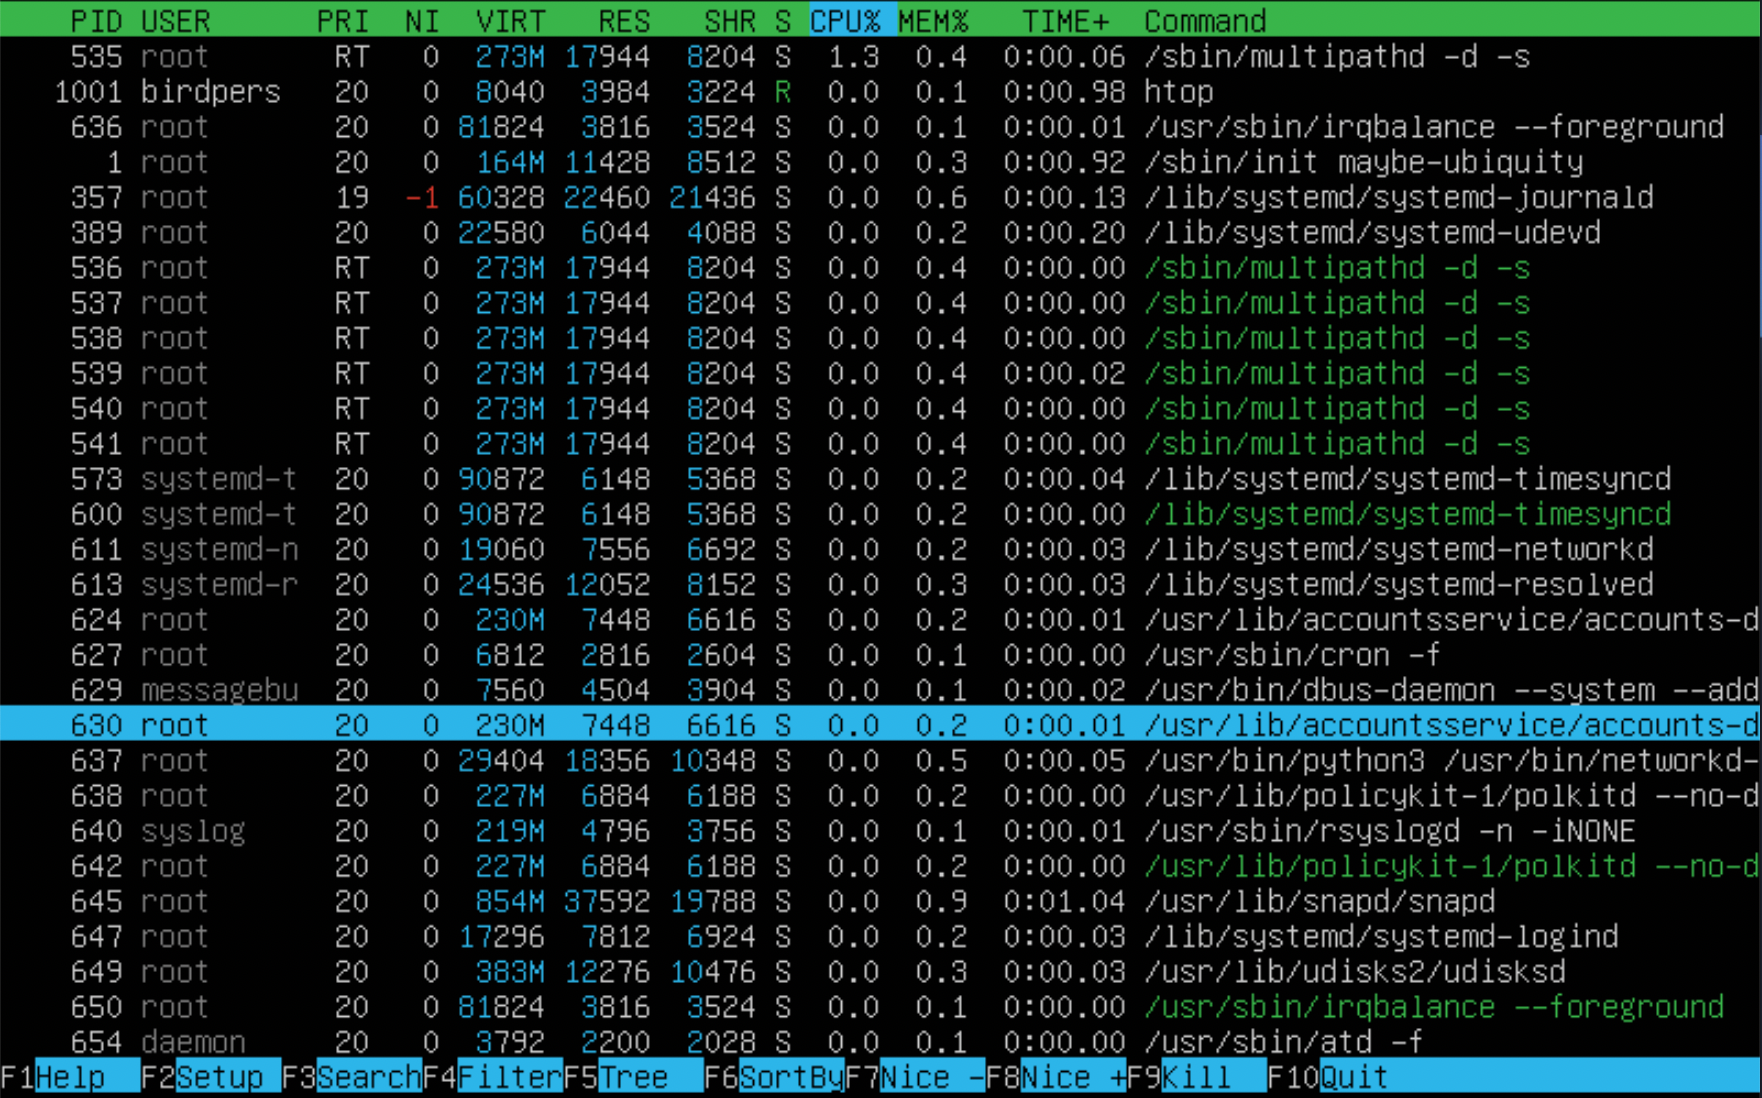 PID USER PRI NI VIRT RES SHR S CPU% MEM% TIME+ Command
535 root RT 0 273M 17944 8204 S 1.3 0.4 0:00.06 /sbin/multipathd -d -s
1001 birdpers 20 0 8040 3984 3224 R 0.0 0.1 0:00.98 htop
636 root 20 0 81824 3816 3524 S 0.0 0.1 0:00.01 /usr/sbin/irqbalance --foreground
1 root 20 0 164M 11428 8512 S 0.0 0.3 0:00.92 /sbin/init maybe-ubiquity
357 root 19 -1 60328 22460 21436 S 0.0 0.6 0:00.13 /lib/systemd/systemd-journald
389 root 20 0 22580 6044 4088 S 0.0 0.2 0:00.20 /lib/systemd/systemd-udevd
536 root RT 0 273M 17944 8204 S 0.0 0.4 0:00.00 /sbin/multipathd -d -s
537 root RT 0 273M 17944 8204 S 0.0 0.4 0:00.00 /sbin/multipathd -d -s
538 root RT 0 273M 17944 8204 S 0.0 0.4 0:00.00 /sbin/multipathd -d -s
539 root RT 0 273M 17944 8204 S 0.0 0.4 0:00.02 /sbin/multipathd -d -s
540 root RT 0 273M 17944 8204 S 0.0 0.4 0:00.00 /sbin/multipathd -d -s
541 root RT 0 273M 17944 8204 S 0.0 0.4 0:00.00 /sbin/multipathd -d -s
573 systemd-t 20 0 90872 6148 5368 S 0.0 0.2 0:00.04 /lib/systemd/systemd-timesyncd
600 systemd-t 20 0 90872 6148 5368 S 0.0 0.2 0:00.00 /lib/systemd/systemd-timesyncd
611 systemd-n 20 0 19060 7556 6692 S 0.0 0.2 0:00.03 /lib/systemd/systemd-networkd
613 systemd-r 20 0 24536 12052 8152 S 0.0 0.3 0:00.03 /lib/systemd/systemd-resolved
624 root 20 0 230M 7448 6616 S 0.0 0.2 0:00.01 /usr/lib/accountsservice/accounts-d
627 root 20 0 6812 2816 2604 S 0.0 0.1 0:00.00 /usr/sbin/cron -f
629 messagebu 20 0 7560 4504 3904 S 0.0 0.1 0:00.02 /usr/bin/dbus-daemon --system --add
630 root 20 0 230M 7448 6616 S 0.0 0.2 0:00.01 /usr/lib/accountsservice/accounts-d
637 root 20 0 29404 18356 10348 S 0.0 0.5 0:00.05 /usr/bin/python3 /usr/bin/networkd-
638 root 20 0 227M 6884 6188 S 0.0 0.2 0:00.00 /usr/lib/policykit-1/polkitd --no-d
640 syslog 20 0 219M 4796 3756 S 0.0 0.1 0:00.01 /usr/sbin/rsyslogd -n -iNONE
642 root 20 0 227M 6884 6188 S 0.0 0.2 0:00.00 /usr/lib/policykit-1/polkitd --no-d
645 root 20 0 854M 37592 19788 S 0.0 0.9 0:01.04 /usr/lib/snapd/snapd
647 root 20 0 17296 7812 6924 S 0.0 0.2 0:00.03 /lib/systemd/systemd-logind
649 root 20 0 383M 12276 10476 S 0.0 0.3 0:00.03 /usr/lib/udisks2/udisksd
650 root 20 0 81824 3816 3524 S 0.0 0.1 0:00.00 /usr/sbin/irqbalance --foreground
654 daemon 20 0 3792 2200 2028 S 0.0 0.1 0:00.00 /usr/sbin/atd -f
F1Help F2Setup F3SearchF4FilterF5Tree F6SortByF7Nice -F8Nice +F9Kill F10Quit